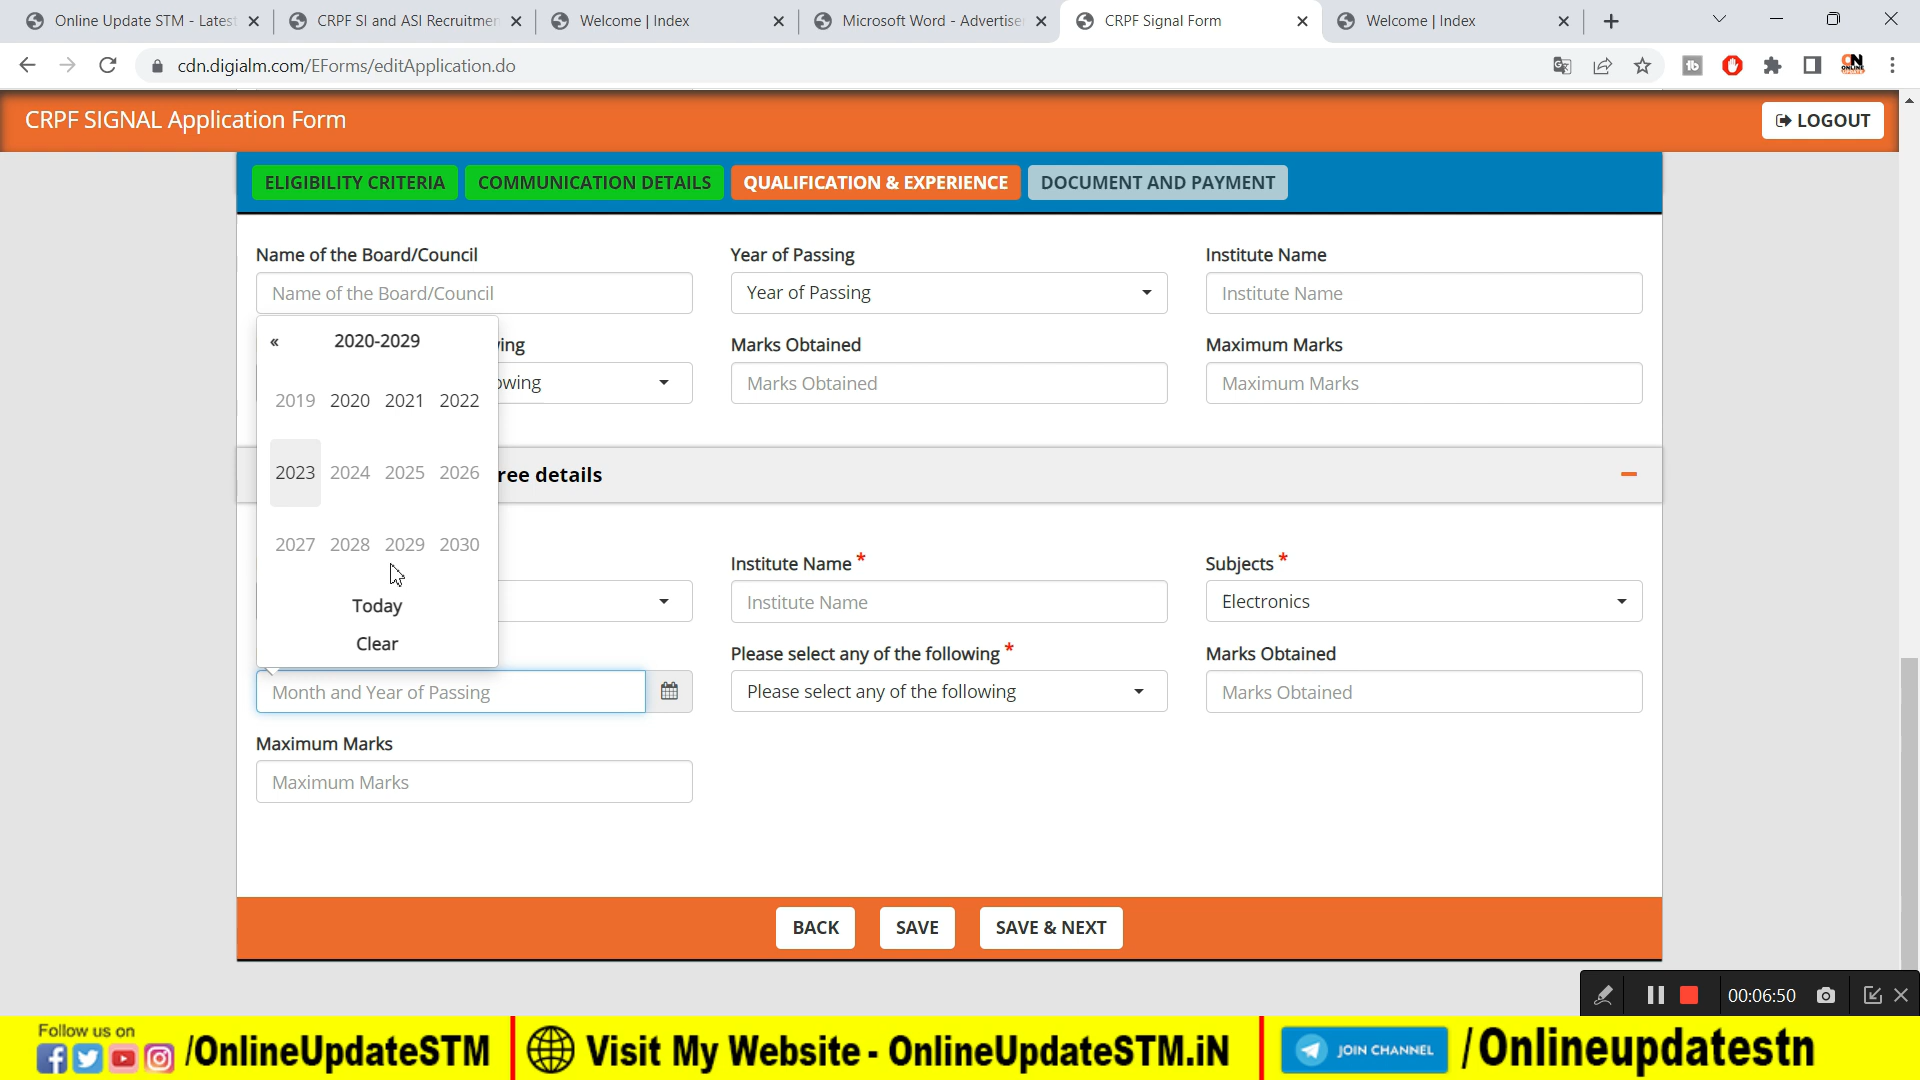 Online Update STM - Latest
CRPF SI and ASI Recruitmen
Welcome | Index
Microsoft Word - Advertise
CRPF Signal Form
Welcome | Index
cdn.digialm.com/EForms/editApplication.do
CRPF SIGNAL Application Form
LOGOUT
ELIGIBILITY CRITERIA
COMMUNICATION DETAILS
QUALIFICATION & EXPERIENCE
DOCUMENT AND PAYMENT
Name of the Board/Council
Year of Passing
Institute Name
Name of the Board/Council
Year of Passing
Institute Name
« 2020-2029
Marks Obtained
Maximum Marks
Marks Obtained
Maximum Marks
2019 2020 2021 2022
2023 2024 2025 2026
ree details
2027 2028 2029 2030
Today
Clear
Institute Name *
Subjects *
Institute Name
Electronics
Please select any of the following *
Marks Obtained
Month and Year of Passing
Please select any of the following
Marks Obtained
Maximum Marks
Maximum Marks
BACK
SAVE
SAVE & NEXT
00:06:50
Follow us on
/OnlineUpdateSTM
Visit My Website - OnlineUpdateSTM.iN
JOIN CHANNEL
/Onlineupdatestn